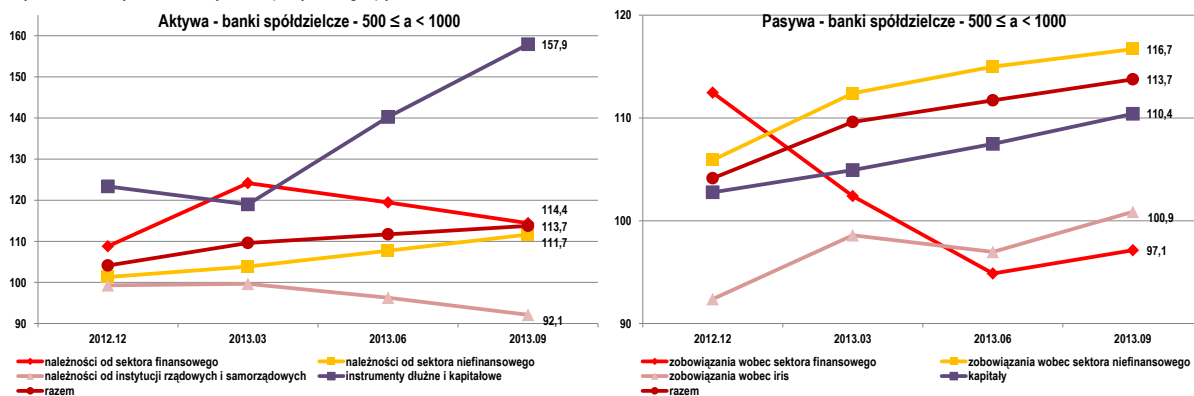 Aktywa - banki spółdzielcze - 500 ≤ a < 1000
160
150
140
130
120
110
100
90
157,9
114,4
113,7
111,7
92,1
2012.12 2013.03 2013.06 2013.09
należności od sektora finansowego należności od sektora niefinansowego
należności od instytucji rządowych i samorządowych instrumenty dłużne i kapitałowe
razem
Pasywa - banki spółdzielcze - 500 ≤ a < 1000
120
110
100
90
116,7
113,7
110,4
100,9
97,1
2012.12 2013.03 2013.06 2013.09
zobowiązania wobec sektora finansowego zobowiązania wobec sektora niefinansowego
zobowiązania wobec iris kapitały
razem